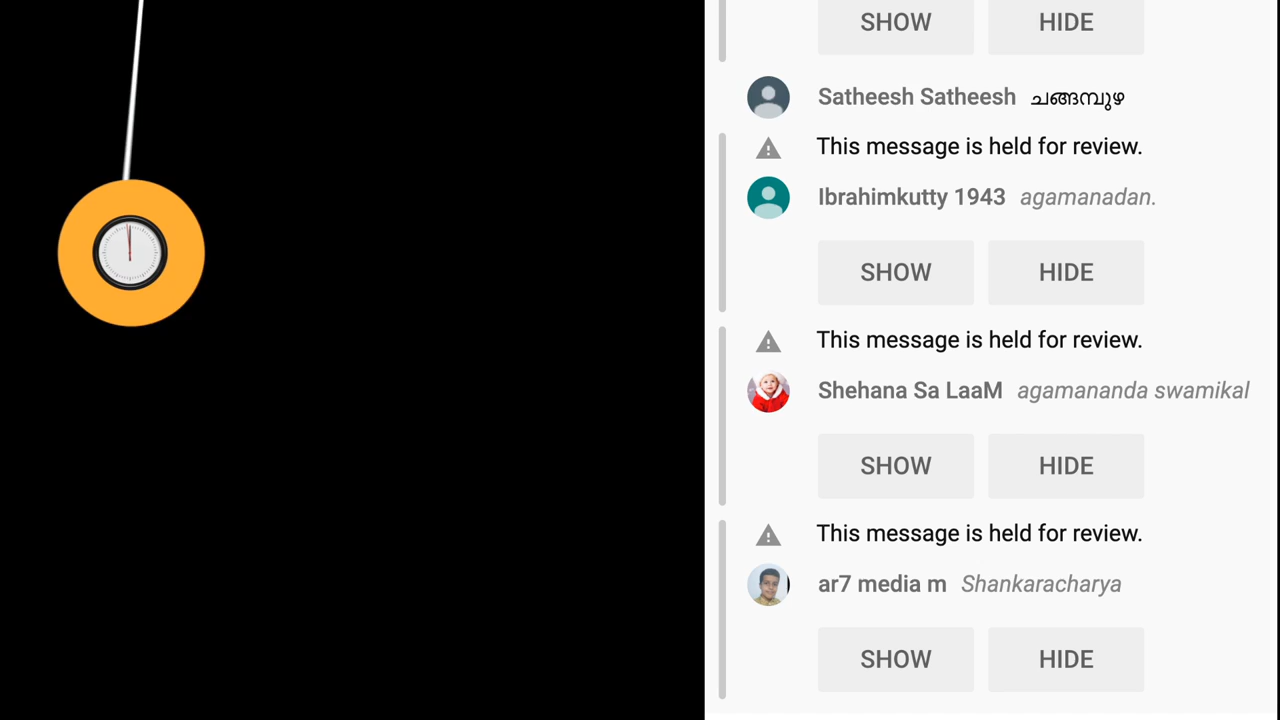 SHOW HIDE
Satheesh Satheesh ചങ്ങമ്പുഴ
This message is held for review.
Ibrahimkutty 1943 agamanadan.
SHOW HIDE
This message is held for review.
Shehana Sa LaaM agamananda swamikal
SHOW HIDE
This message is held for review.
ar7 media m Shankaracharya
SHOW HIDE